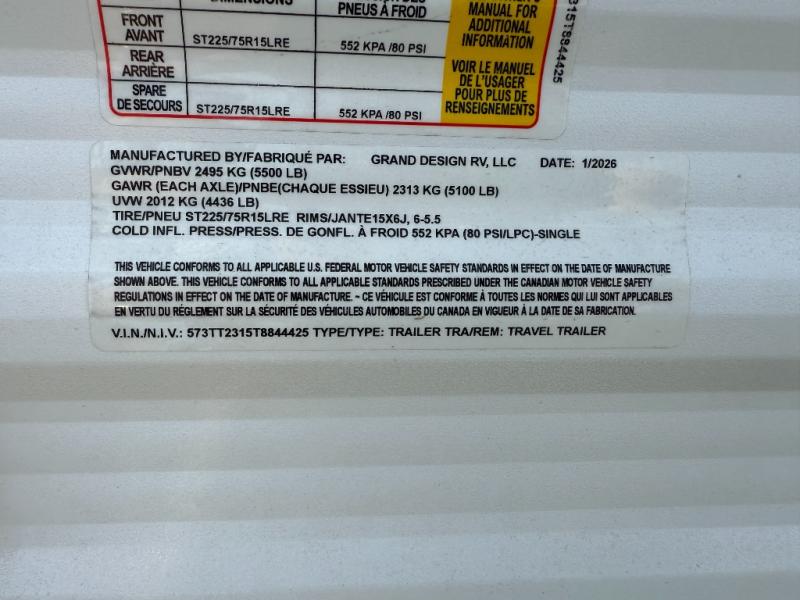 DIMENSIONS
PNEUS À FROID
MANUAL FOR
ADDITIONAL
INFORMATION
VOIR LE MANUEL
DE L'USAGER
POUR PLUS DE
RENSEIGNEMENTS
FRONT
AVANT
ST225/75R15LRE
552 KPA /80 PSI
REAR
ARRIÈRE
SPARE
DE SECOURS
ST225/75R15LRE
552 KPA /80 PSI
315T8844425
MANUFACTURED BY/FABRIQUÉ PAR: GRAND DESIGN RV, LLC DATE: 1/2026
GVWR/PNBV 2495 KG (5500 LB)
GAWR (EACH AXLE)/PNBE(CHAQUE ESSIEU) 2313 KG (5100 LB)
UVW 2012 KG (4436 LB)
TIRE/PNEU ST225/75R15LRE RIMS/JANTE15X6J, 6-5.5
COLD INFL. PRESS/PRESS. DE GONFL. À FROID 552 KPA (80 PSI/LPC)-SINGLE
THIS VEHICLE CONFORMS TO ALL APPLICABLE U.S. FEDERAL MOTOR VEHICLE SAFETY STANDARDS IN EFFECT ON THE DATE OF MANUFACTURE
SHOWN ABOVE. THIS VEHICLE CONFORMS TO ALL APPLICABLE STANDARDS PRESCRIBED UNDER THE CANADIAN MOTOR VEHICLE SAFETY
REGULATIONS IN EFFECT ON THE DATE OF MANUFACTURE. ~ CE VÉHICULE EST CONFORME À TOUTES LES NORMES QUI LUI SONT APPLICABLES
EN VERTU DU RÉGLEMENT SUR LA SÉCURITÉ DES VÉHICULES AUTOMOBILES DU CANADA EN VIGUEUR À LA DATE DE SA FABRICATION.
V.I.N./N.I.V.: 573TT2315T8844425 TYPE/TYPE: TRAILER TRA/REM: TRAVEL TRAILER